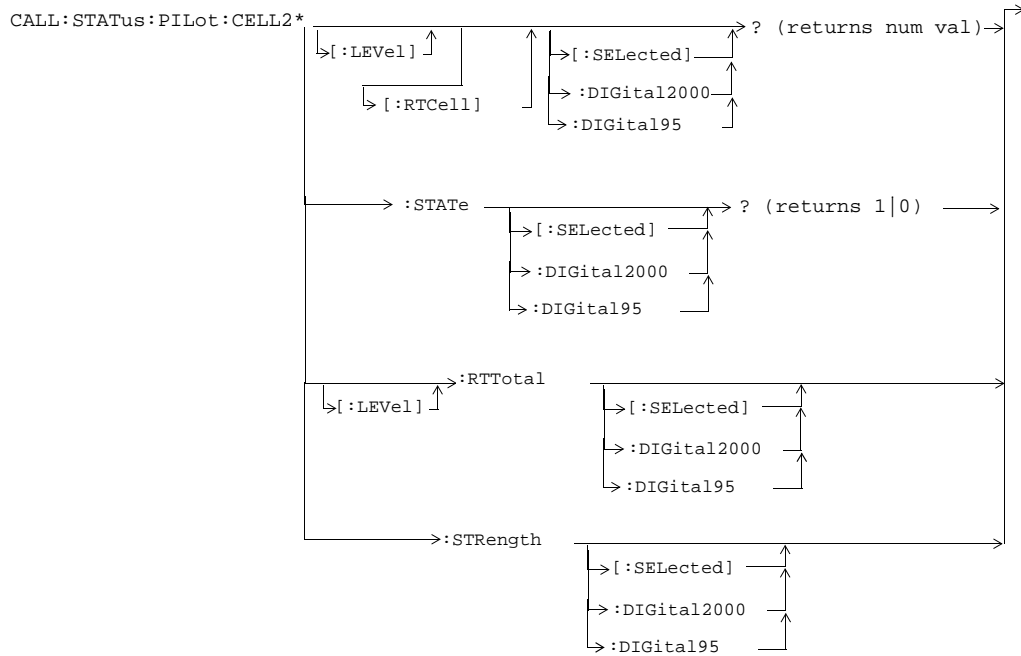 CALL:STATus:PILot:CELL2*
? (returns num val)
[:LEVel]
[:SELected]
[:RTCell]
:DIGital2000
:DIGital95
:STATe
? (returns 1|0)
[:SELected]
:DIGital2000
:DIGital95
:RTTotal
[:LEVel]
[:SELected]
:DIGital2000
:DIGital95
:STRength
[:SELected]
:DIGital2000
:DIGital95